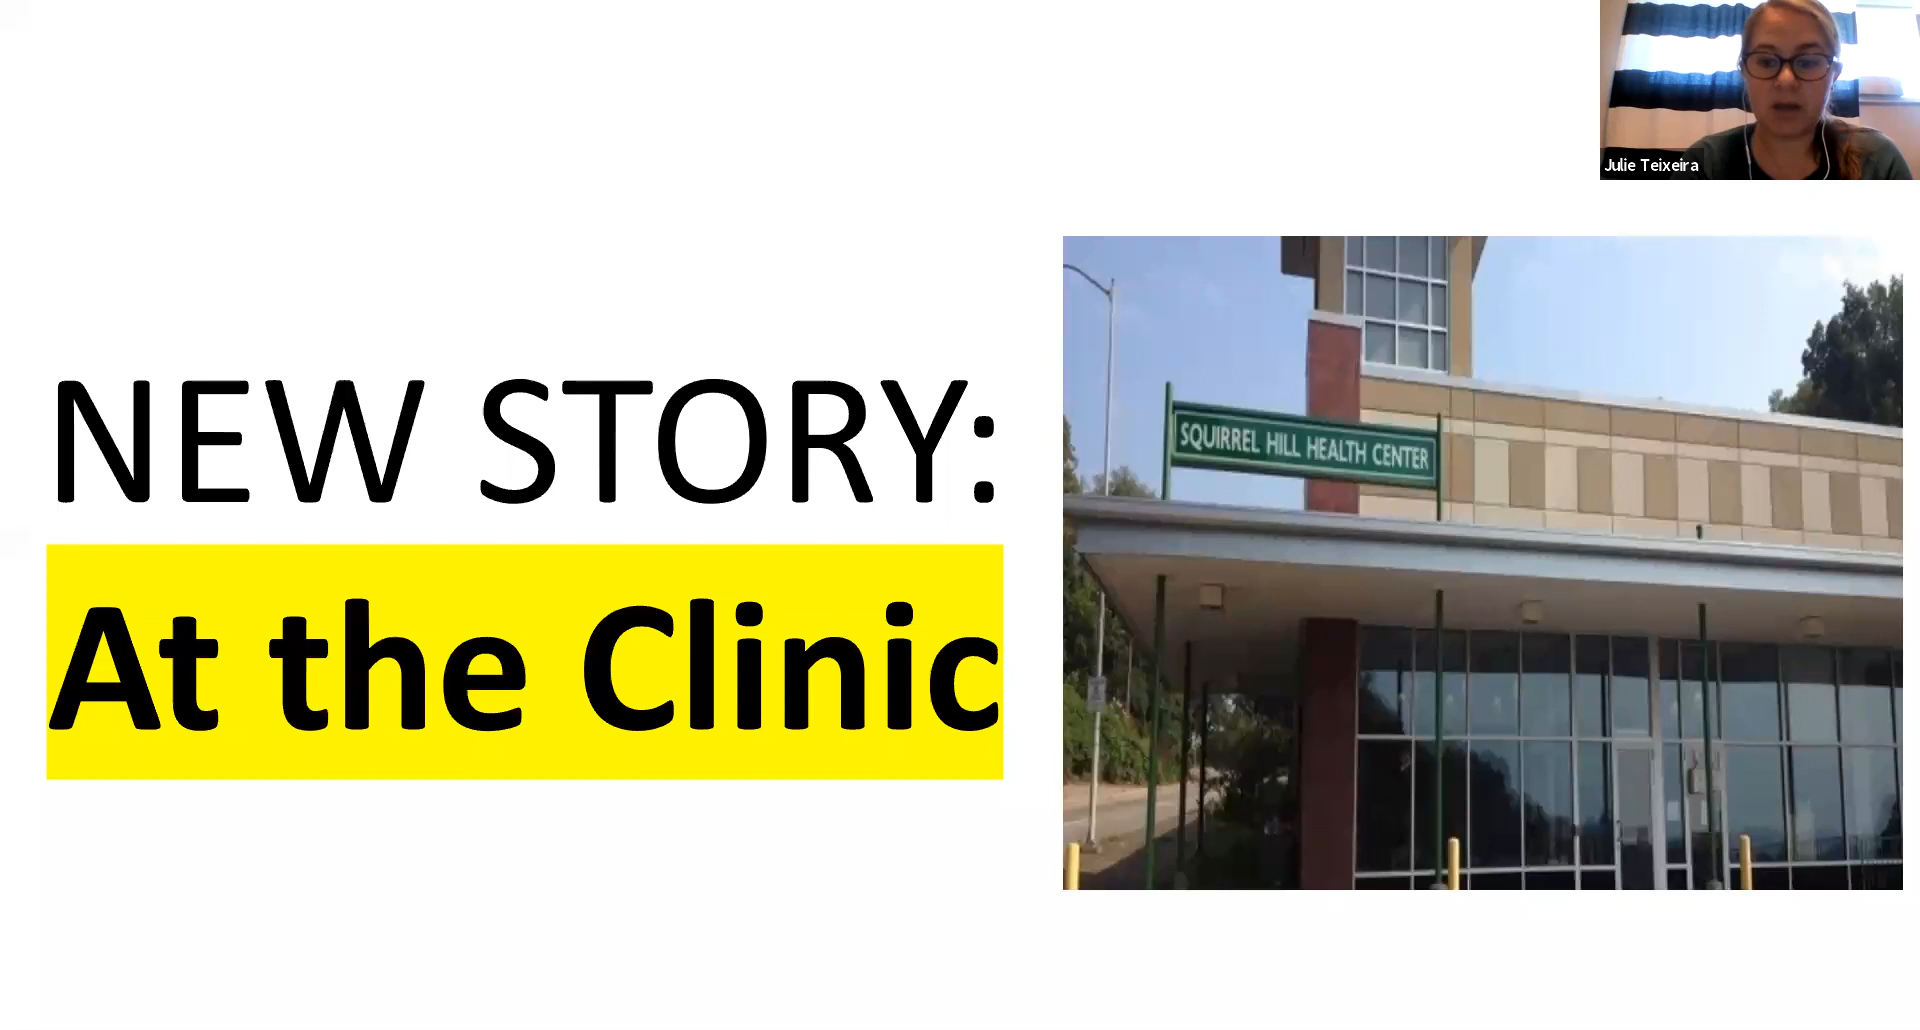 NEW STORY:
At the Clinic
SQUIRREL HILL HEALTH CENTER
Julie Teixeira